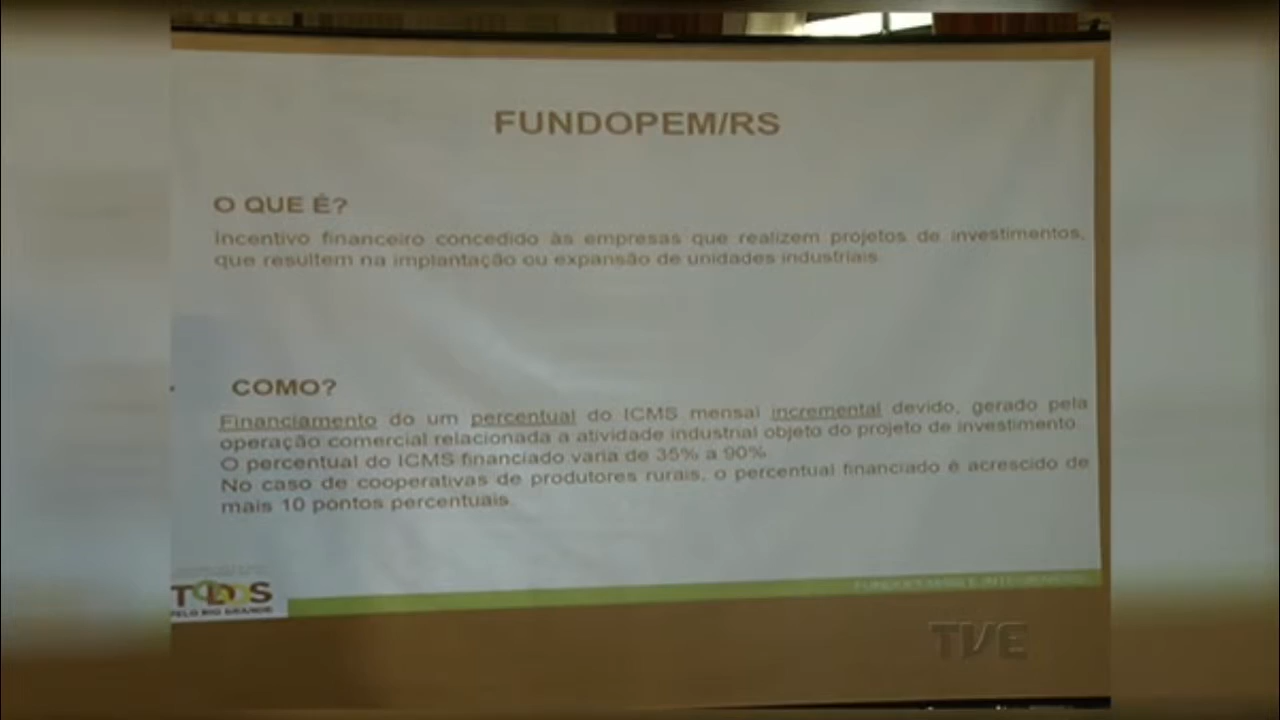 FUNDOPEM/RS
O QUE É?
Incentivo financeiro concedido às empresas que realizem projetos de investimentos,
que resultem na implantação ou expansão de unidades industriais.
COMO?
Financiamento do um percentual do ICMS mensal incremental devido, gerado pela
operação comercial relacionada a atividade industrial objeto do projeto de investimento.
O percentual do ICMS financiado varia de 35% a 90%.
No caso de cooperativas de produtores rurais, o percentual financiado é acrescido de
mais 10 pontos percentuais.
TODOS
PELO RIO GRANDE
TVE